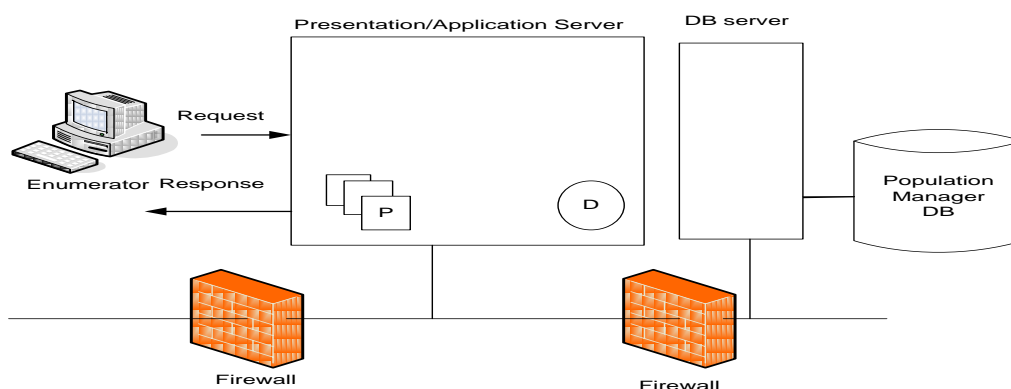 Presentation/Application Server
DB server
Request
Enumerator Response
P
D
Population
Manager
DB
Firewall
Firewall